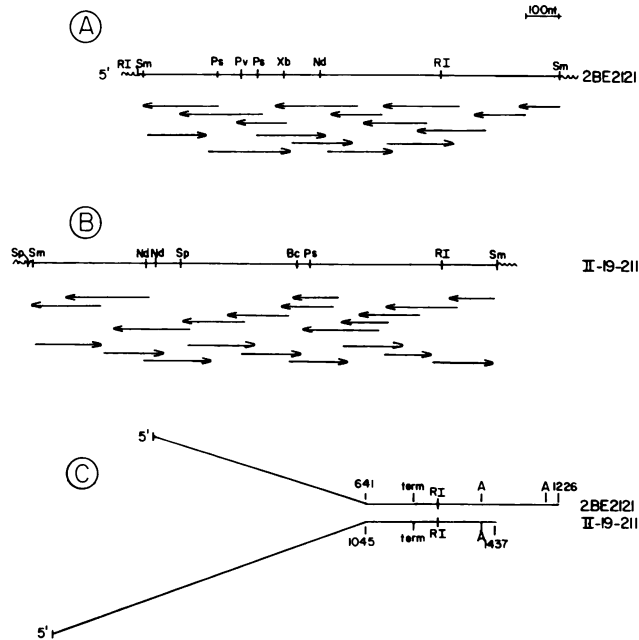 A
100nt
5' RI Sm Ps Pv Ps Xb Nd RI Sm 2BE2121
B
Sp Sm Nd Nd Sp Bc Ps RI Sm II-19-211
C
5'
641 term RI A A 1226
2BE2121
II-19-211
1045 term RI A 1437
5'